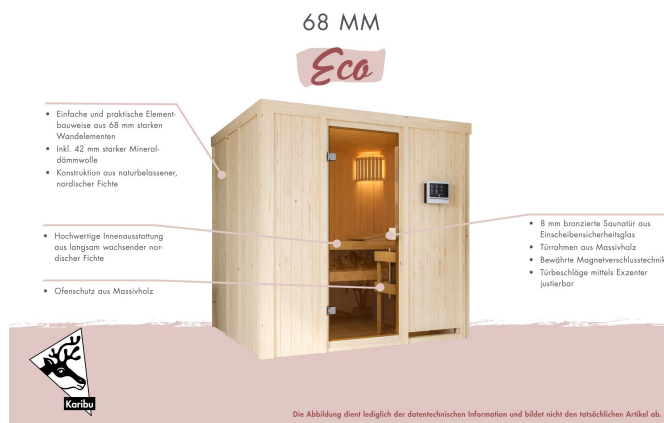 68 MM
Eco
• Einfache und praktische Element-
bauweise aus 68 mm starken
Wandelementen
• Inkl. 42 mm starker Mineral-
dämmwolle
• Konstruktion aus naturbelassener,
nordischer Fichte
• Hochwertige Innenausstattung
aus langsam wachsender nor-
discher Fichte
• Ofenschutz aus Massivholz
• 8 mm bronzierte Saunatür aus
Einscheibensicherheitsglas
• Türrahmen aus Massivholz
• Bewährte Magnetverschlusstechnik
• Türbeschläge mittels Exzenter
justierbar
Karibu
Die Abbildung dient lediglich der datentechnischen Information und bildet nicht den tatsächlichen Artikel ab.